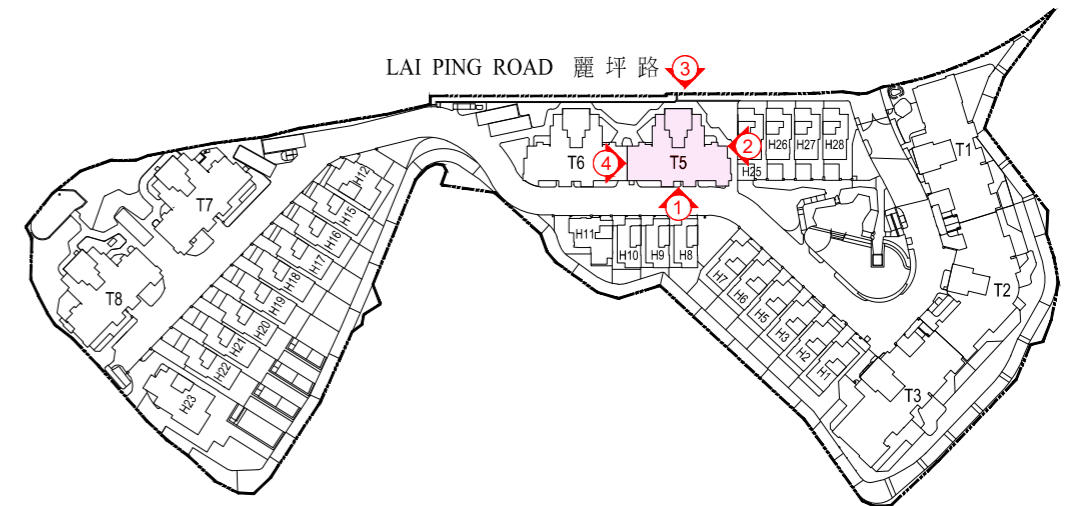 LAI PING ROAD 麗坪路
3
2
4
1
T6
T5
H25
H26
H27
H28
T1
T2
T3
T7
T8
H12
H15
H16
H17
H18
H19
H20
H21
H22
H23
H11
H10
H9
H8
H7
H6
H5
H3
H2
H1